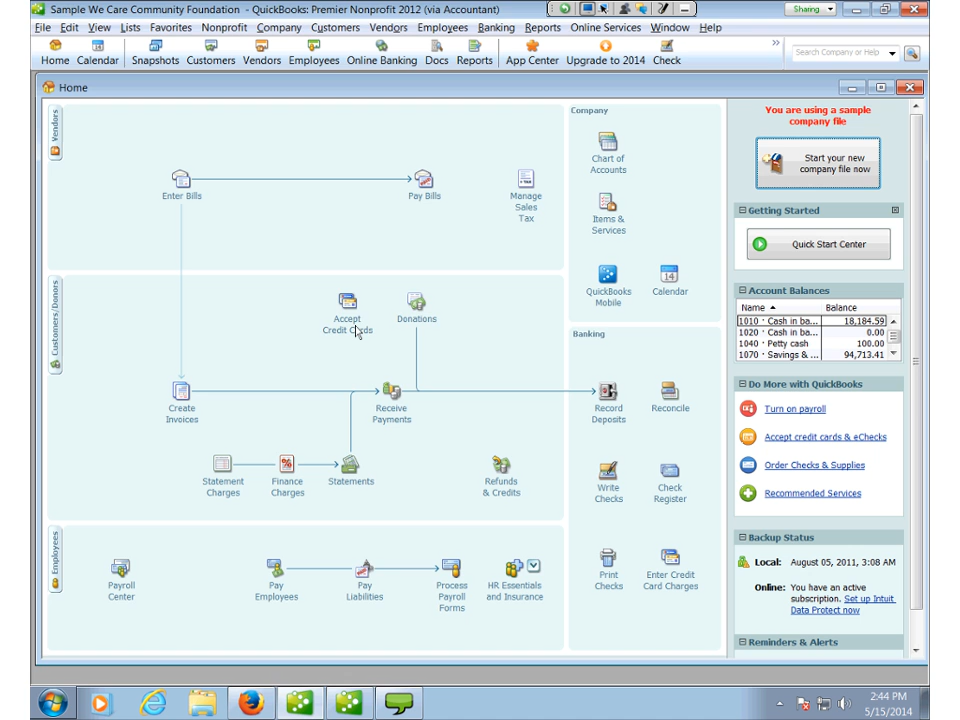 Sample We Care Community Foundation - QuickBooks: Premier Nonprofit 2012 (via Accountant)
Sharing
File Edit View Lists Favorites Nonprofit Company Customers Vendors Employees Banking Reports Online Services Window Help
Home Calendar Snapshots Customers Vendors Employees Online Banking Docs Reports App Center Upgrade to 2014 Check
Search Company or Help
Home
Vendors
Enter Bills
Pay Bills
Manage
Sales
Tax
Customers/Donors
Accept
Credit Cards
Donations
Create
Invoices
Receive
Payments
Statement
Charges
Finance
Charges
Statements
Refunds
& Credits
Employees
Payroll
Center
Pay
Employees
Pay
Liabilities
Process
Payroll
Forms
HR Essentials
and Insurance
Company
Chart of
Accounts
Items &
Services
QuickBooks
Mobile
14
Calendar
Banking
Record
Deposits
Reconcile
Write
Checks
Check
Register
Print
Checks
Enter Credit
Card Charges
You are using a sample
company file
Start your new
company file now
Getting Started
Quick Start Center
Account Balances
Name Balance
1010 · Cash in ba... 18,184.59
1020 · Cash in ba... 0.00
1040 · Petty cash 100.00
1070 · Savings & ... 94,713.41
Do More with QuickBooks
Turn on payroll
Accept credit cards & eChecks
Order Checks & Supplies
Recommended Services
Backup Status
Local: August 05, 2011, 3:08 AM
Online: You have an active
subscription. Set up Intuit
Data Protect now
Reminders & Alerts
2:44 PM
5/15/2014